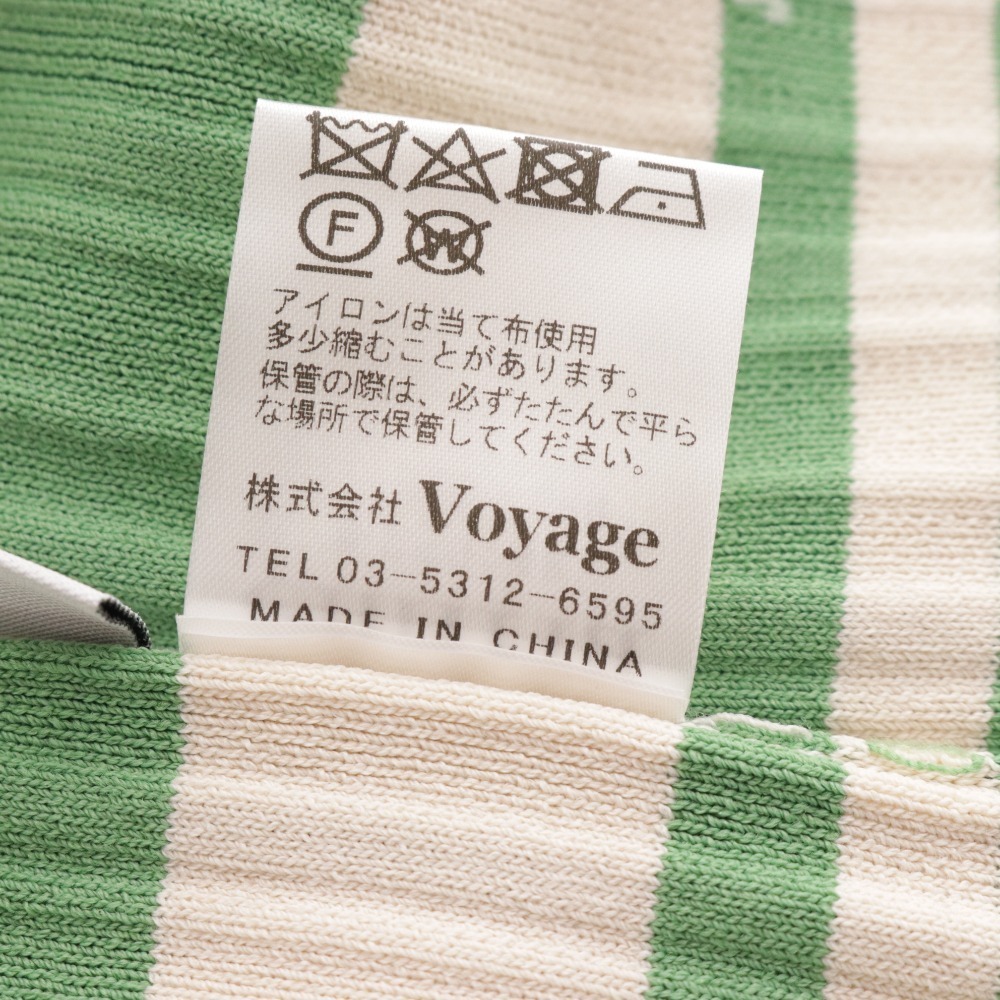 F W
アイロンは当て布使用
多少縮むことがあります。
保管の際は、必ずたたんで平ら
な場所で保管してください。
株式会社 Voyage
TEL 03-5312-6595
MADE IN CHINA